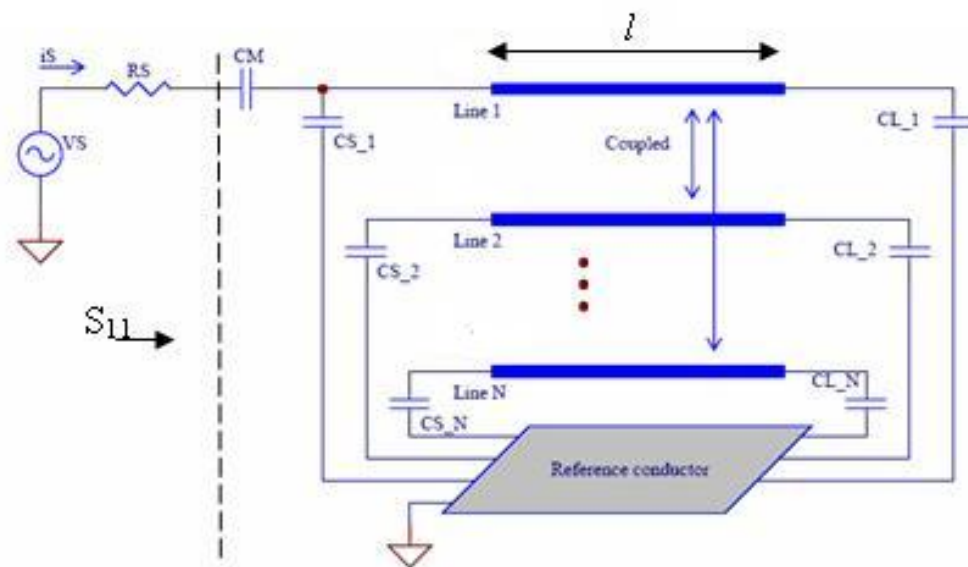 l
iS
RS
CM
VS
CS_1
Line 1
CL_1
Coupled
CS_2
Line 2
CL_2
S11
CS_N
Line N
CL_N
Reference conductor